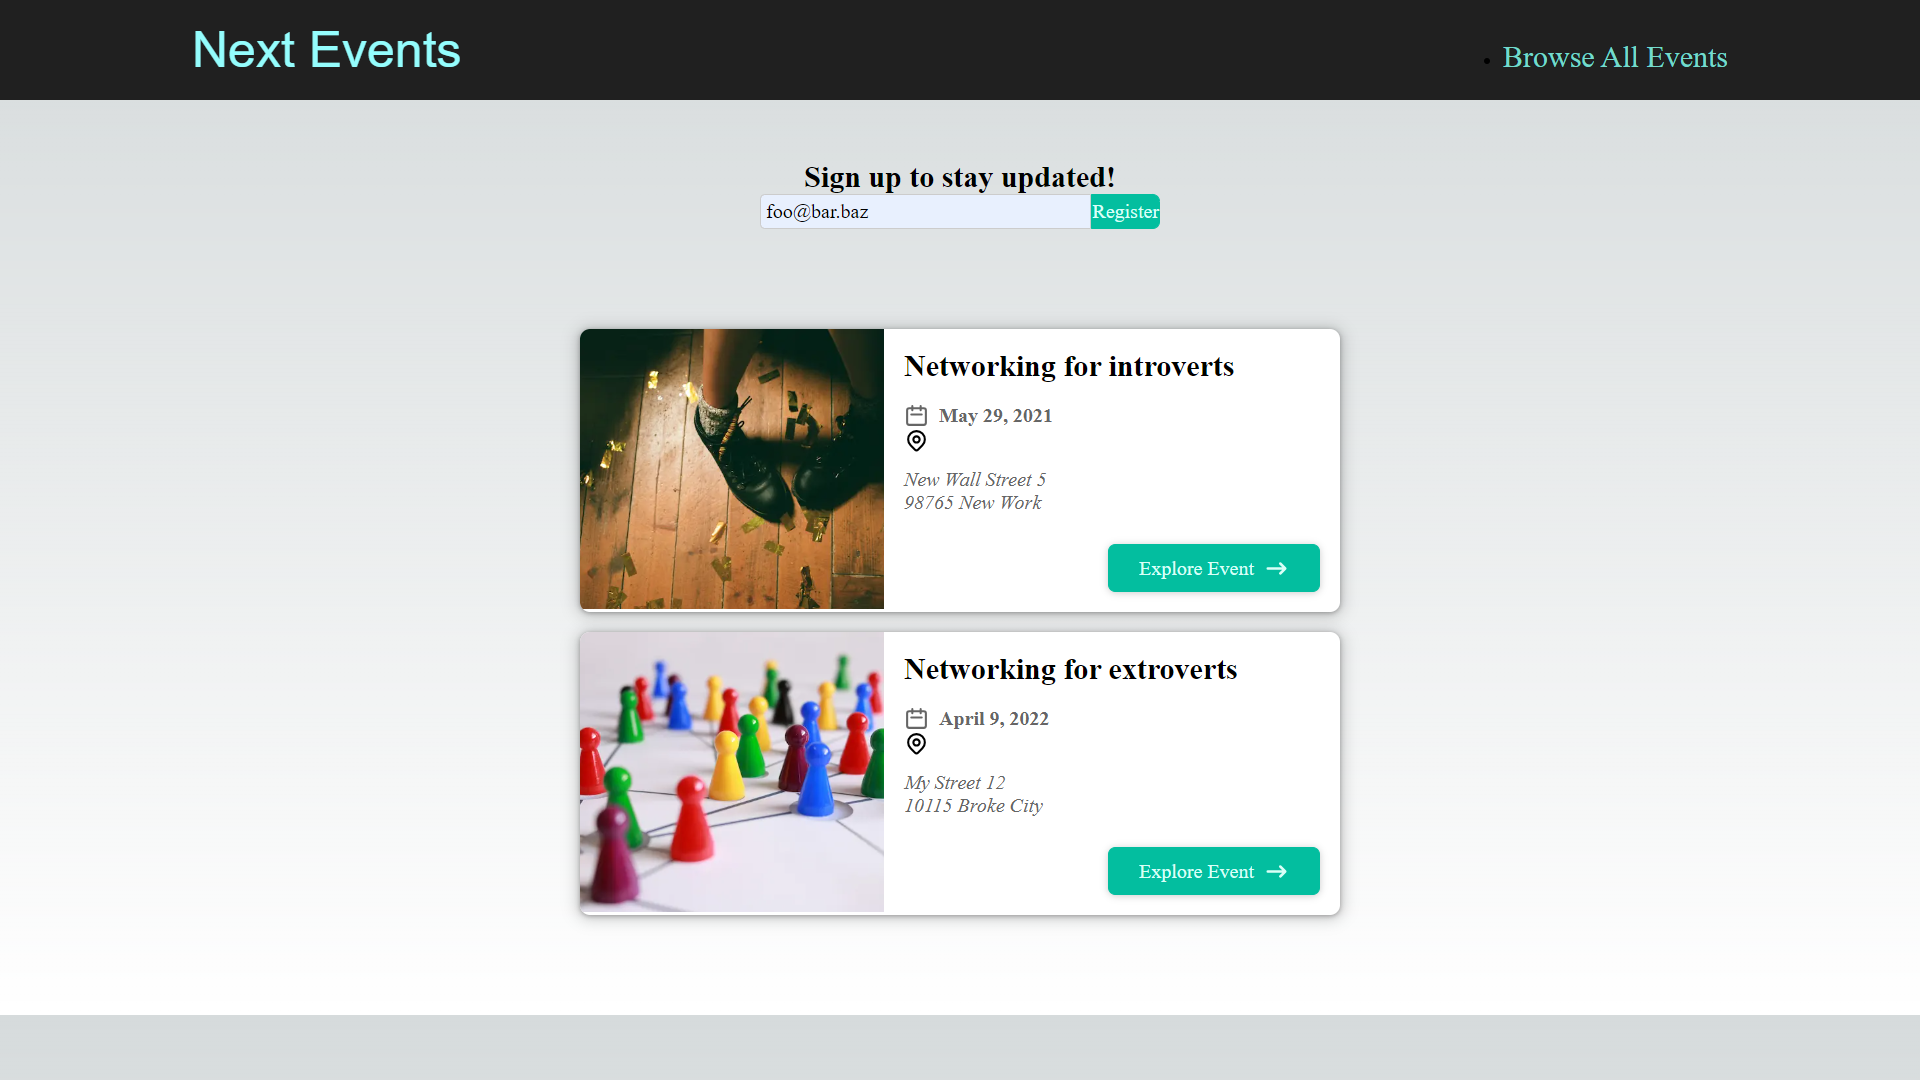 Next Events
Browse All Events
Sign up to stay updated!
foo@bar.baz
Register
Networking for introverts
May 29, 2021
New Wall Street 5
98765 New Work
Explore Event
Networking for extroverts
April 9, 2022
My Street 12
10115 Broke City
Explore Event